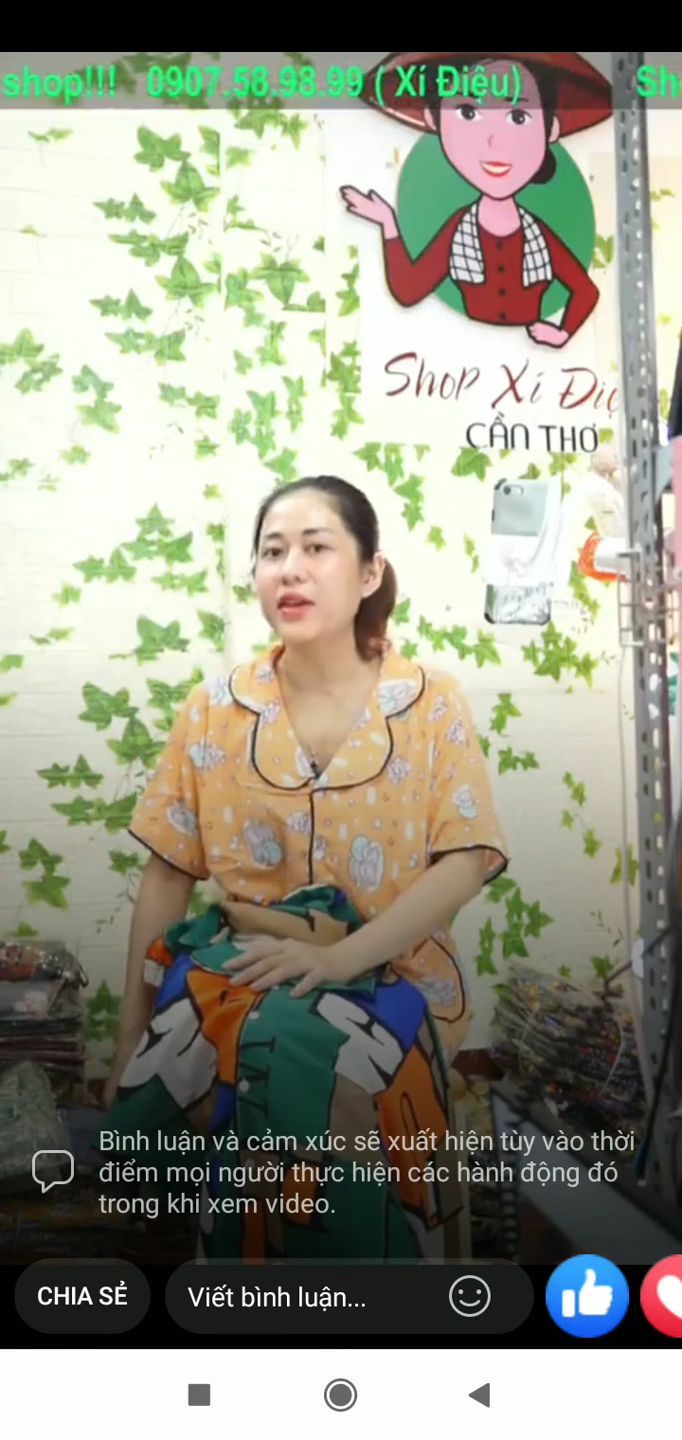 shop!!! 0907.58.98.99 ( Xí Điệu) Sh
Shop Xí Điệ
CẦN THƠ
Bình luận và cảm xúc sẽ xuất hiện tùy vào thời
điểm mọi người thực hiện các hành động đó
trong khi xem video.
CHIA SẺ
Viết bình luận...